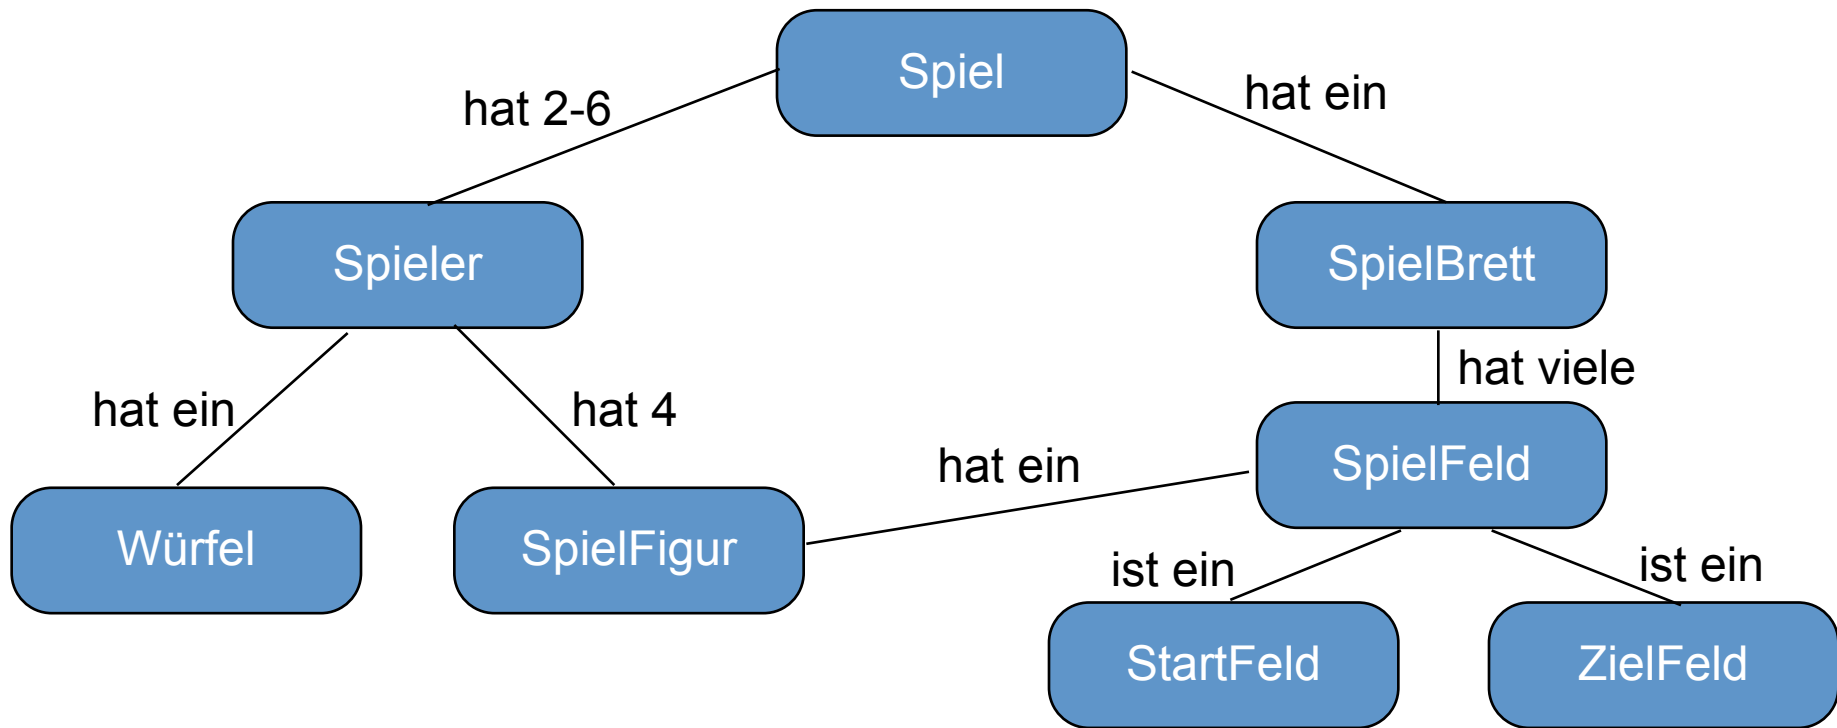 Spiel
hat 2-6
hat ein
Spieler
SpielBrett
hat ein
hat 4
hat viele
hat ein
SpielFeld
Würfel
SpielFigur
ist ein
ist ein
StartFeld
ZielFeld